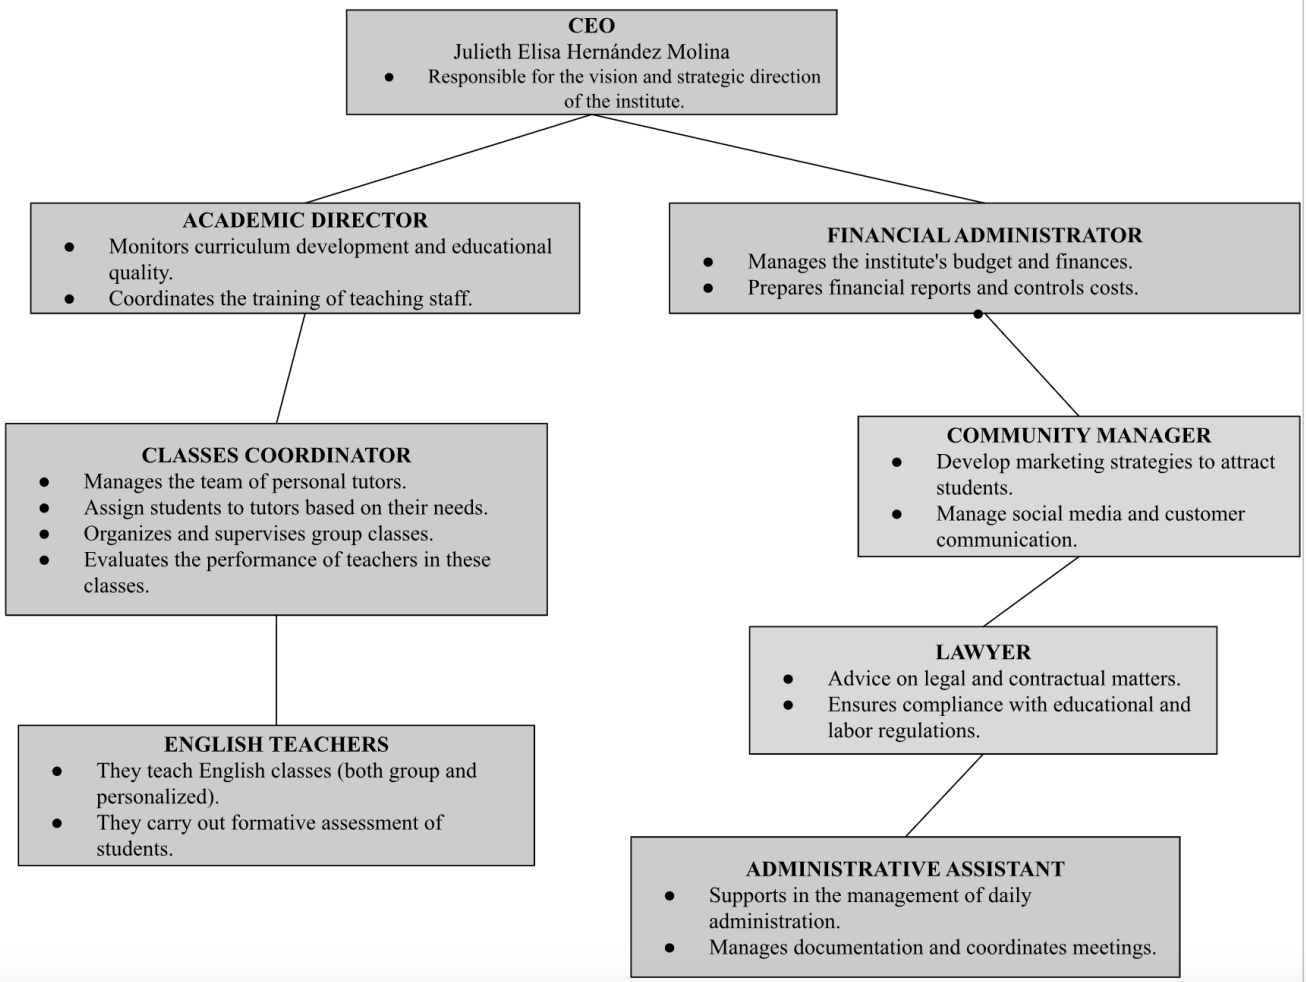 CEO
Julieth Elisa Hernández Molina
● Responsible for the vision and strategic direction
of the institute.
ACADEMIC DIRECTOR
● Monitors curriculum development and educational
quality.
● Coordinates the training of teaching staff.
FINANCIAL ADMINISTRATOR
● Manages the institute's budget and finances.
● Prepares financial reports and controls costs.
●
CLASSES COORDINATOR
● Manages the team of personal tutors.
● Assign students to tutors based on their needs.
● Organizes and supervises group classes.
● Evaluates the performance of teachers in these
classes.
COMMUNITY MANAGER
● Develop marketing strategies to attract
students.
● Manage social media and customer
communication.
LAWYER
● Advice on legal and contractual matters.
● Ensures compliance with educational and
labor regulations.
ENGLISH TEACHERS
● They teach English classes (both group and
personalized).
● They carry out formative assessment of
students.
ADMINISTRATIVE ASSISTANT
● Supports in the management of daily
administration.
● Manages documentation and coordinates meetings.